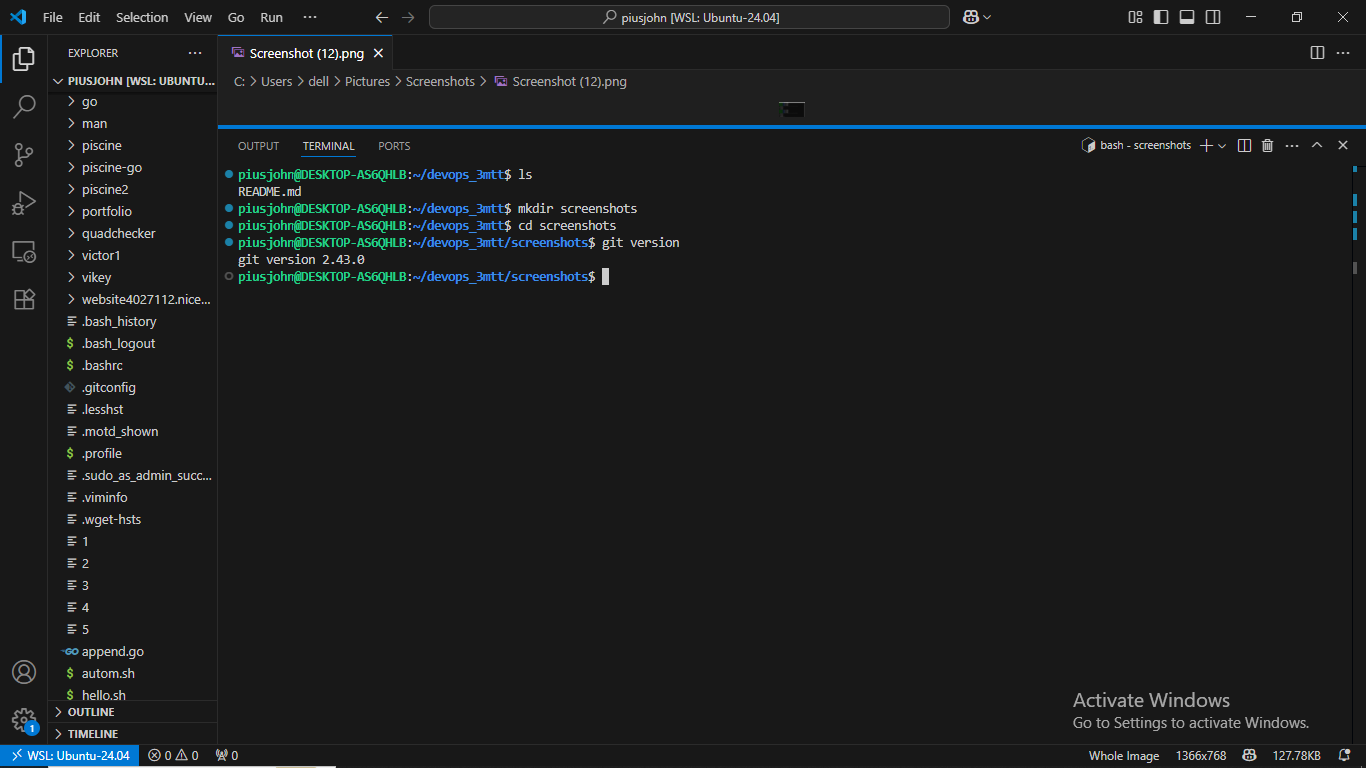 File Edit Selection View Go Run ··· piusjohn [WSL: Ubuntu-24.04]
EXPLORER
PIUSJOHN [WSL: UBUNTU...
go
man
piscine
piscine-go
piscine2
portfolio
quadchecker
victor1
vikey
website4027112.nice...
.bash_history
.bash_logout
.bashrc
.gitconfig
.lesshst
.motd_shown
.profile
.sudo_as_admin_succ...
.viminfo
.wget-hsts
1
2
3
4
5
append.go
autom.sh
hello.sh
OUTLINE
TIMELINE
1
Screenshot (12).png
C: > Users > dell > Pictures > Screenshots > Screenshot (12).png
OUTPUT TERMINAL PORTS
bash - screenshots
piusjohn@DESKTOP-AS6QHLB:~/devops_3mtt$ ls
README.md
piusjohn@DESKTOP-AS6QHLB:~/devops_3mtt$ mkdir screenshots
piusjohn@DESKTOP-AS6QHLB:~/devops_3mtt$ cd screenshots
piusjohn@DESKTOP-AS6QHLB:~/devops_3mtt/screenshots$ git version
git version 2.43.0
piusjohn@DESKTOP-AS6QHLB:~/devops_3mtt/screenshots$
Activate Windows
Go to Settings to activate Windows.
WSL: Ubuntu-24.04 0 0 0 Whole Image 1366x768 127.78KB